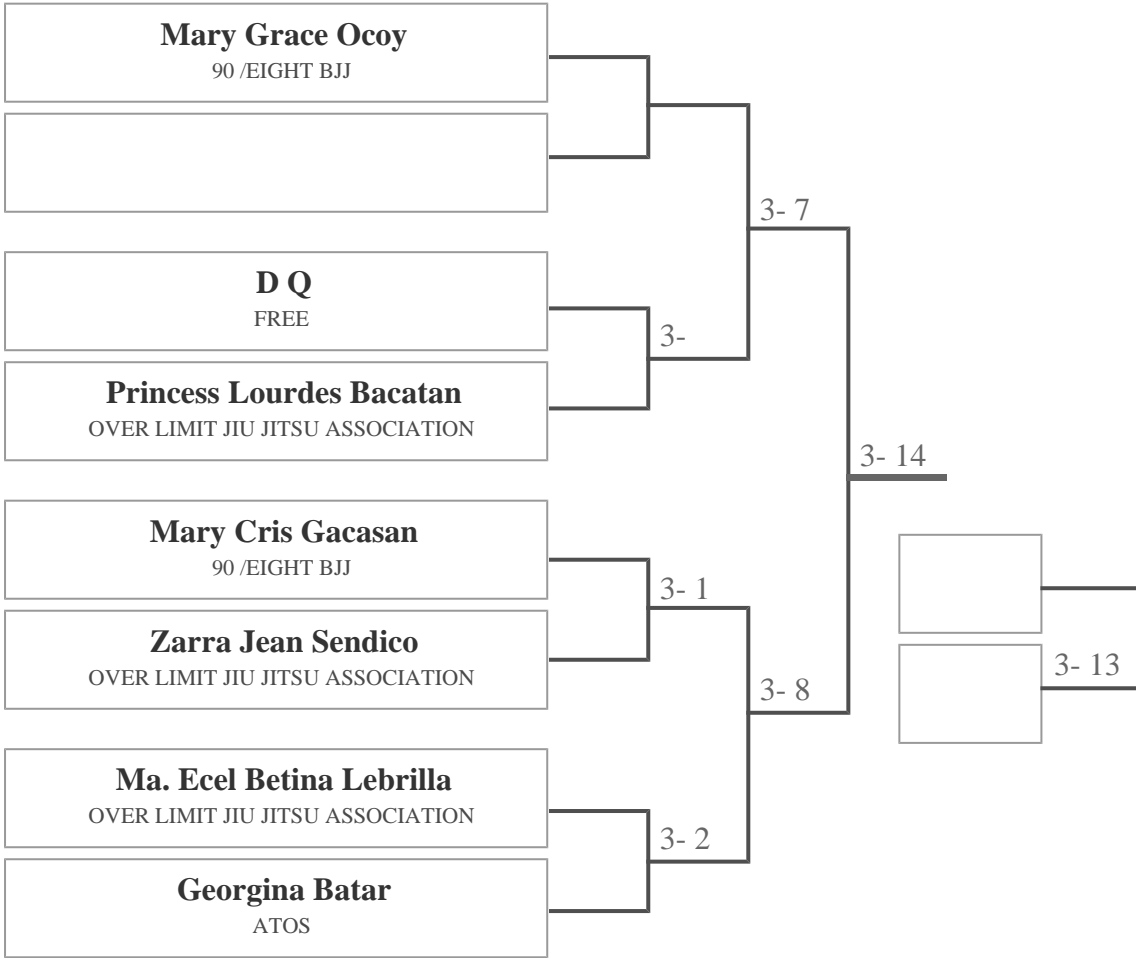 Mary Grace Ocoy
90 /EIGHT BJJ
3- 7
D Q
FREE
3-
Princess Lourdes Bacatan
OVER LIMIT JIU JITSU ASSOCIATION
3- 14
Mary Cris Gacasan
90 /EIGHT BJJ
3- 1
Zarra Jean Sendico
OVER LIMIT JIU JITSU ASSOCIATION
3- 13
3- 8
Ma. Ecel Betina Lebrilla
OVER LIMIT JIU JITSU ASSOCIATION
3- 2
Georgina Batar
ATOS